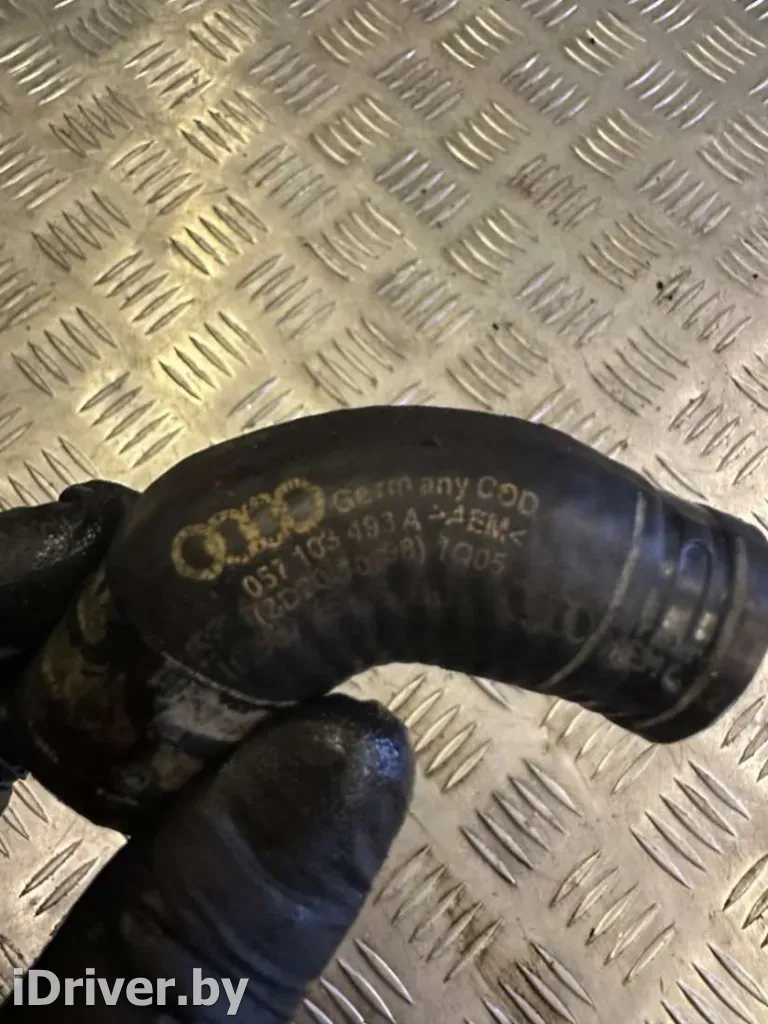 Germany COD
057 103 493 A >AEM<
1Q05
iDriver.by